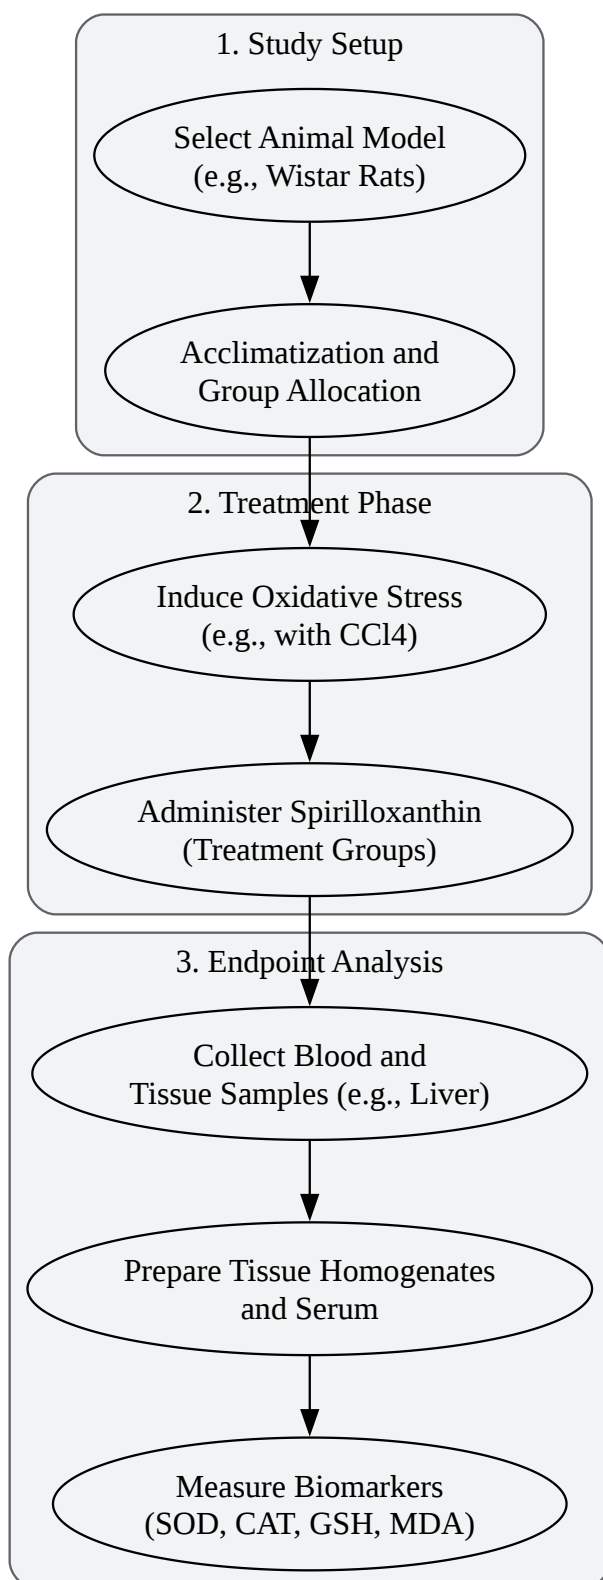 1. Study Setup
Select Animal Model
(e.g., Wistar Rats)
Acclimatization and
Group Allocation
2. Treatment Phase
Induce Oxidative Stress
(e.g., with CCl4)
Administer Spirilloxanthin
(Treatment Groups)
3. Endpoint Analysis
Collect Blood and
Tissue Samples (e.g., Liver)
Prepare Tissue Homogenates
and Serum
Measure Biomarkers
(SOD, CAT, GSH, MDA)